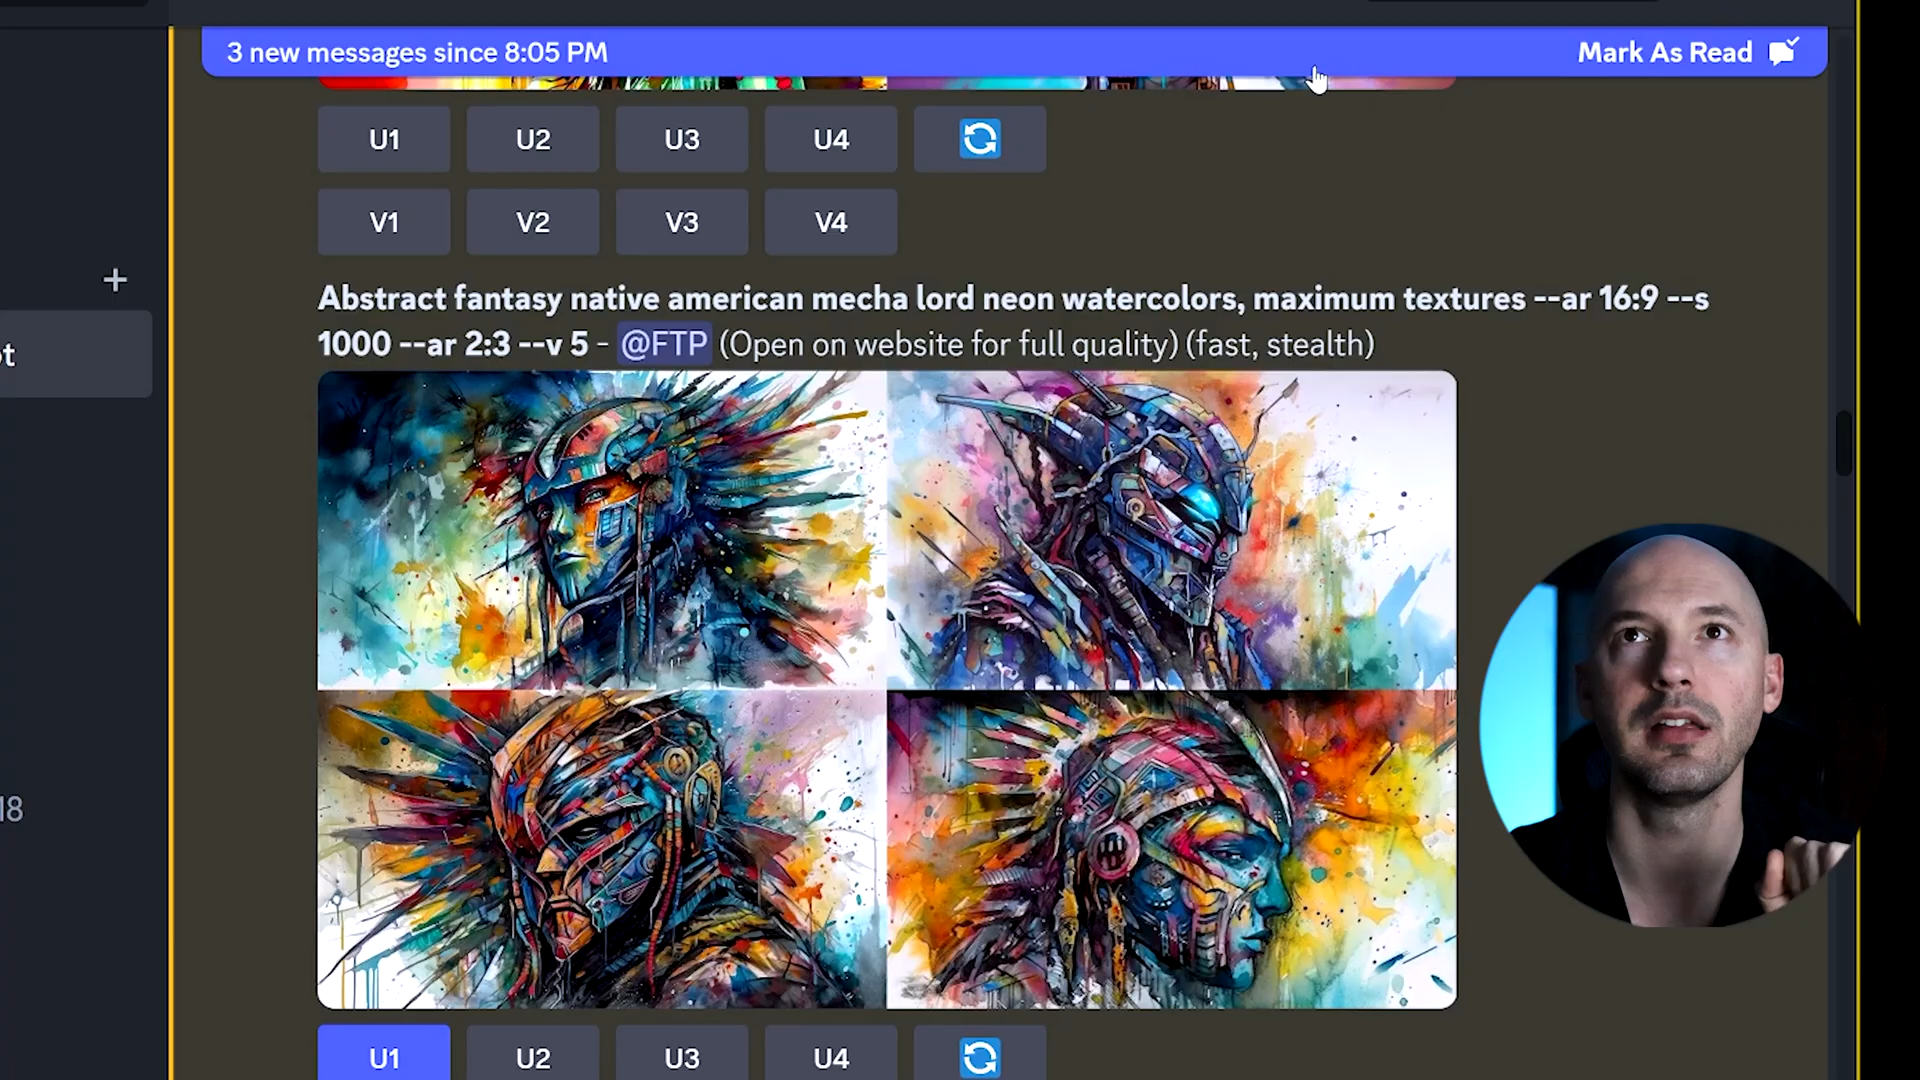 3 new messages since 8:05 PM
Mark As Read
U1 U2 U3 U4
V1 V2 V3 V4
Abstract fantasy native american mecha lord neon watercolors, maximum textures --ar 16:9 --s
1000 --ar 2:3 --v 5 - @FTP (Open on website for full quality) (fast, stealth)
U1 U2 U3 U4